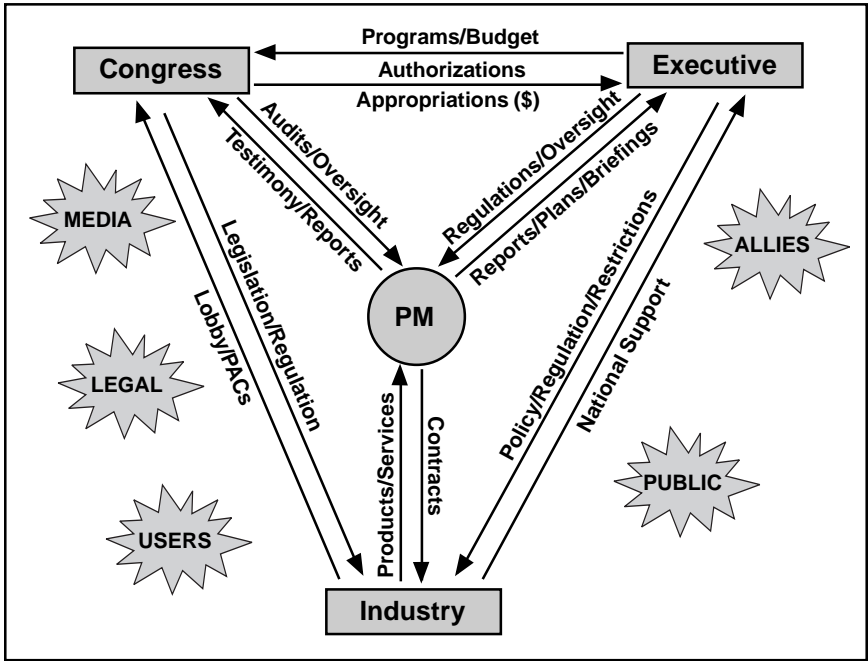 Programs/Budget
Congress
Executive
Authorizations
Appropriations ($)
Audits/Oversight
Testimony/Reports
Regulations/Oversight
Reports/Plans/Briefings
MEDIA
ALLIES
Legislation/Regulation
Lobby/PACs
PM
Policy/Regulation/Restrictions
National Support
LEGAL
Products/Services
Contracts
PUBLIC
USERS
Industry